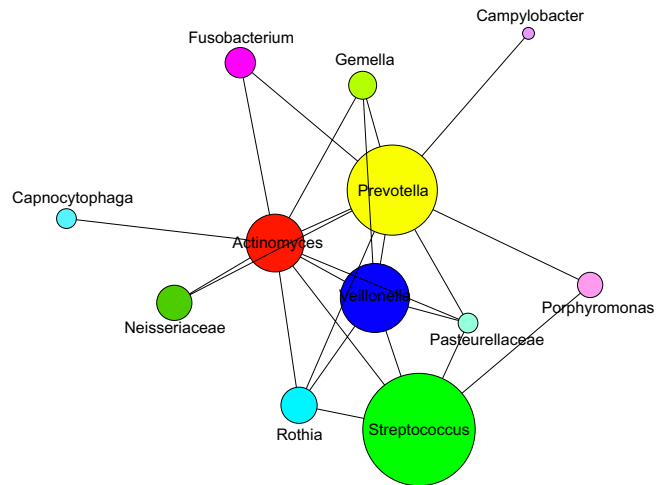 Campylobacter
Fusobacterium
Gemella
Prevotella
Capnocytophaga
Actinomyces
Veillonella
Porphyromonas
Neisseriaceae
Pasteurellaceae
Rothia
Streptococcus